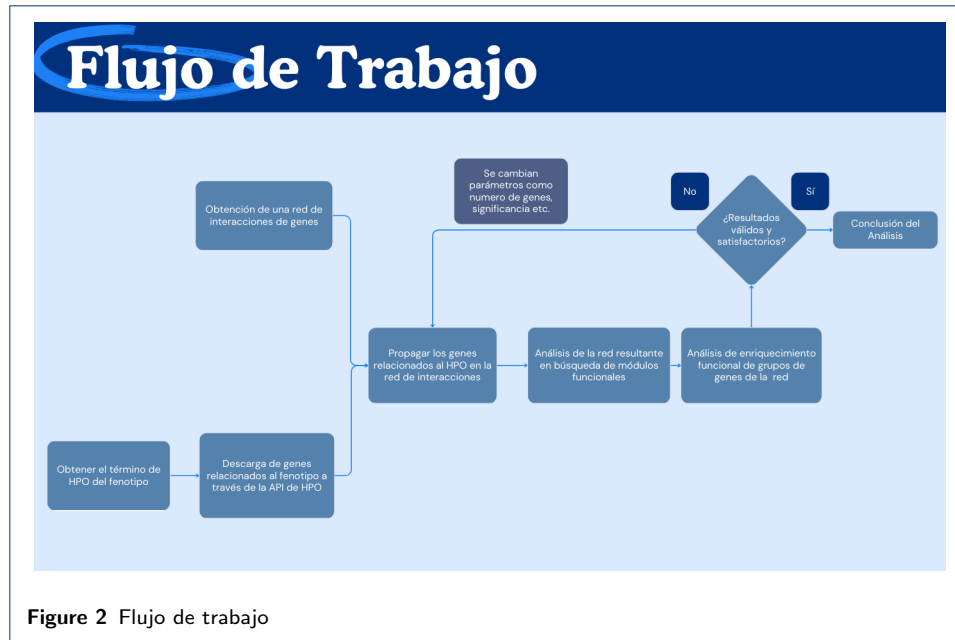 Flujo de Trabajo
Se cambian
parámetros como
numero de genes,
significancia etc.
No
Sí
Obtención de una red de
interacciones de genes
¿Resultados
válidos y
satisfactorios?
Conclusión del
Análisis
Propagar los genes
relacionados al HPO en la
red de interacciones
Análisis de la red resultante
en búsqueda de módulos
funcionales
Análisis de enriquecimiento
funcional de grupos de
genes de la red
Obtener el término de
HPO del fenotipo
Descarga de genes
relacionados al fenotipo a
través de la API de HPO
Figure 2 Flujo de trabajo